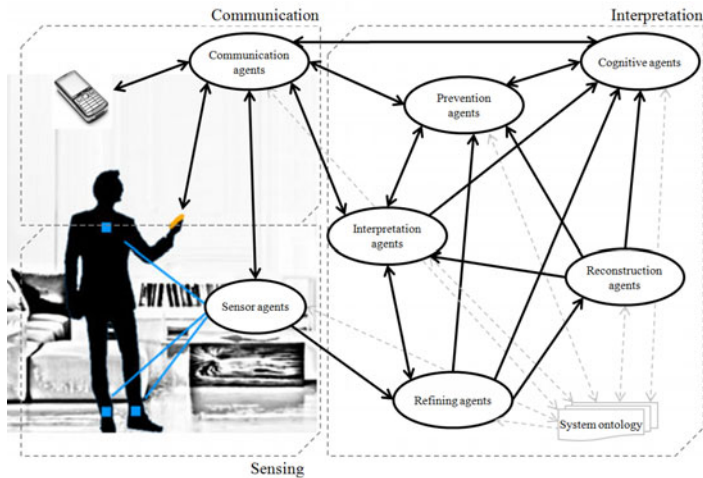 Communication
Interpretation
Communication
agents
Cognitive agents
Prevention
agents
Interpretation
agents
Reconstruction
agents
Sensor agents
Refining agents
System ontology
Sensing